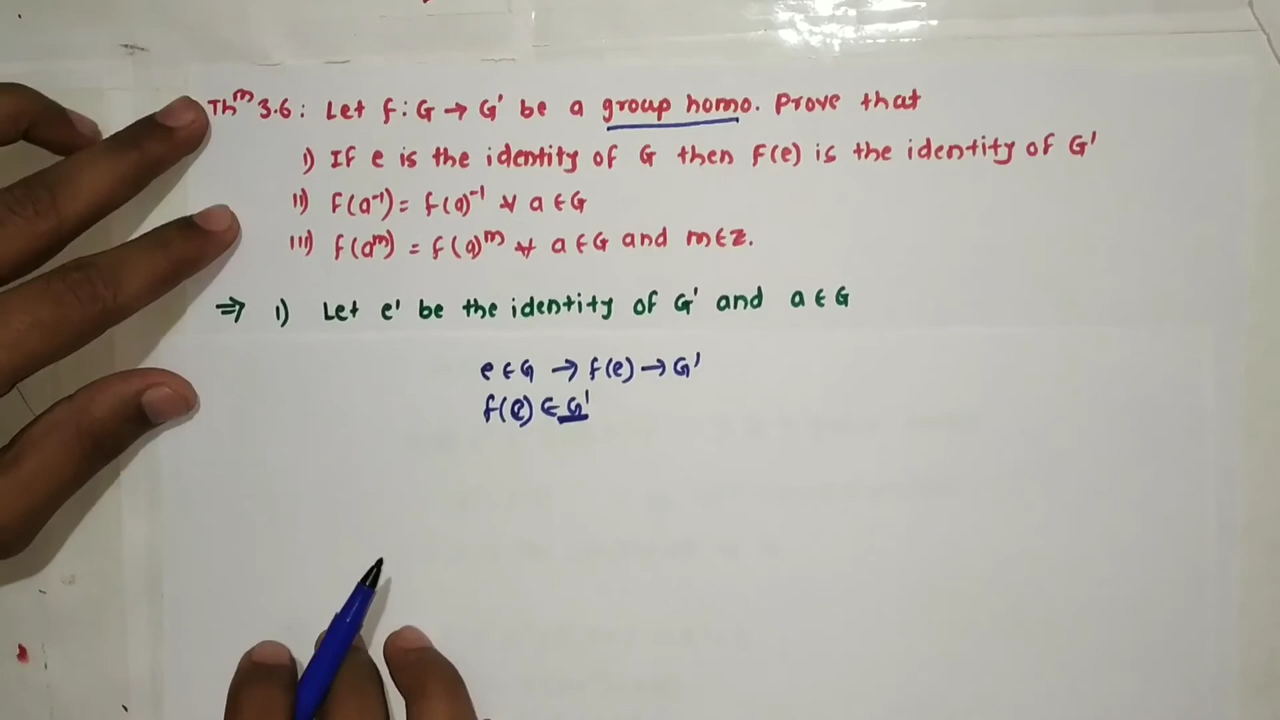 Thᵐ 3.6: Let f: G → G' be a group homo. Prove that
i) If e is the identity of G then f(e) is the identity of G'
ii) f(a⁻¹) = f(a)⁻¹ ∀ a ∈ G
iii) f(aᵐ) = f(a)ᵐ ∀ a ∈ G and m ∈ Z.
⇒ i) Let e' be the identity of G' and a ∈ G
e ∈ G → f(e) → G'
f(e) ∈ G'